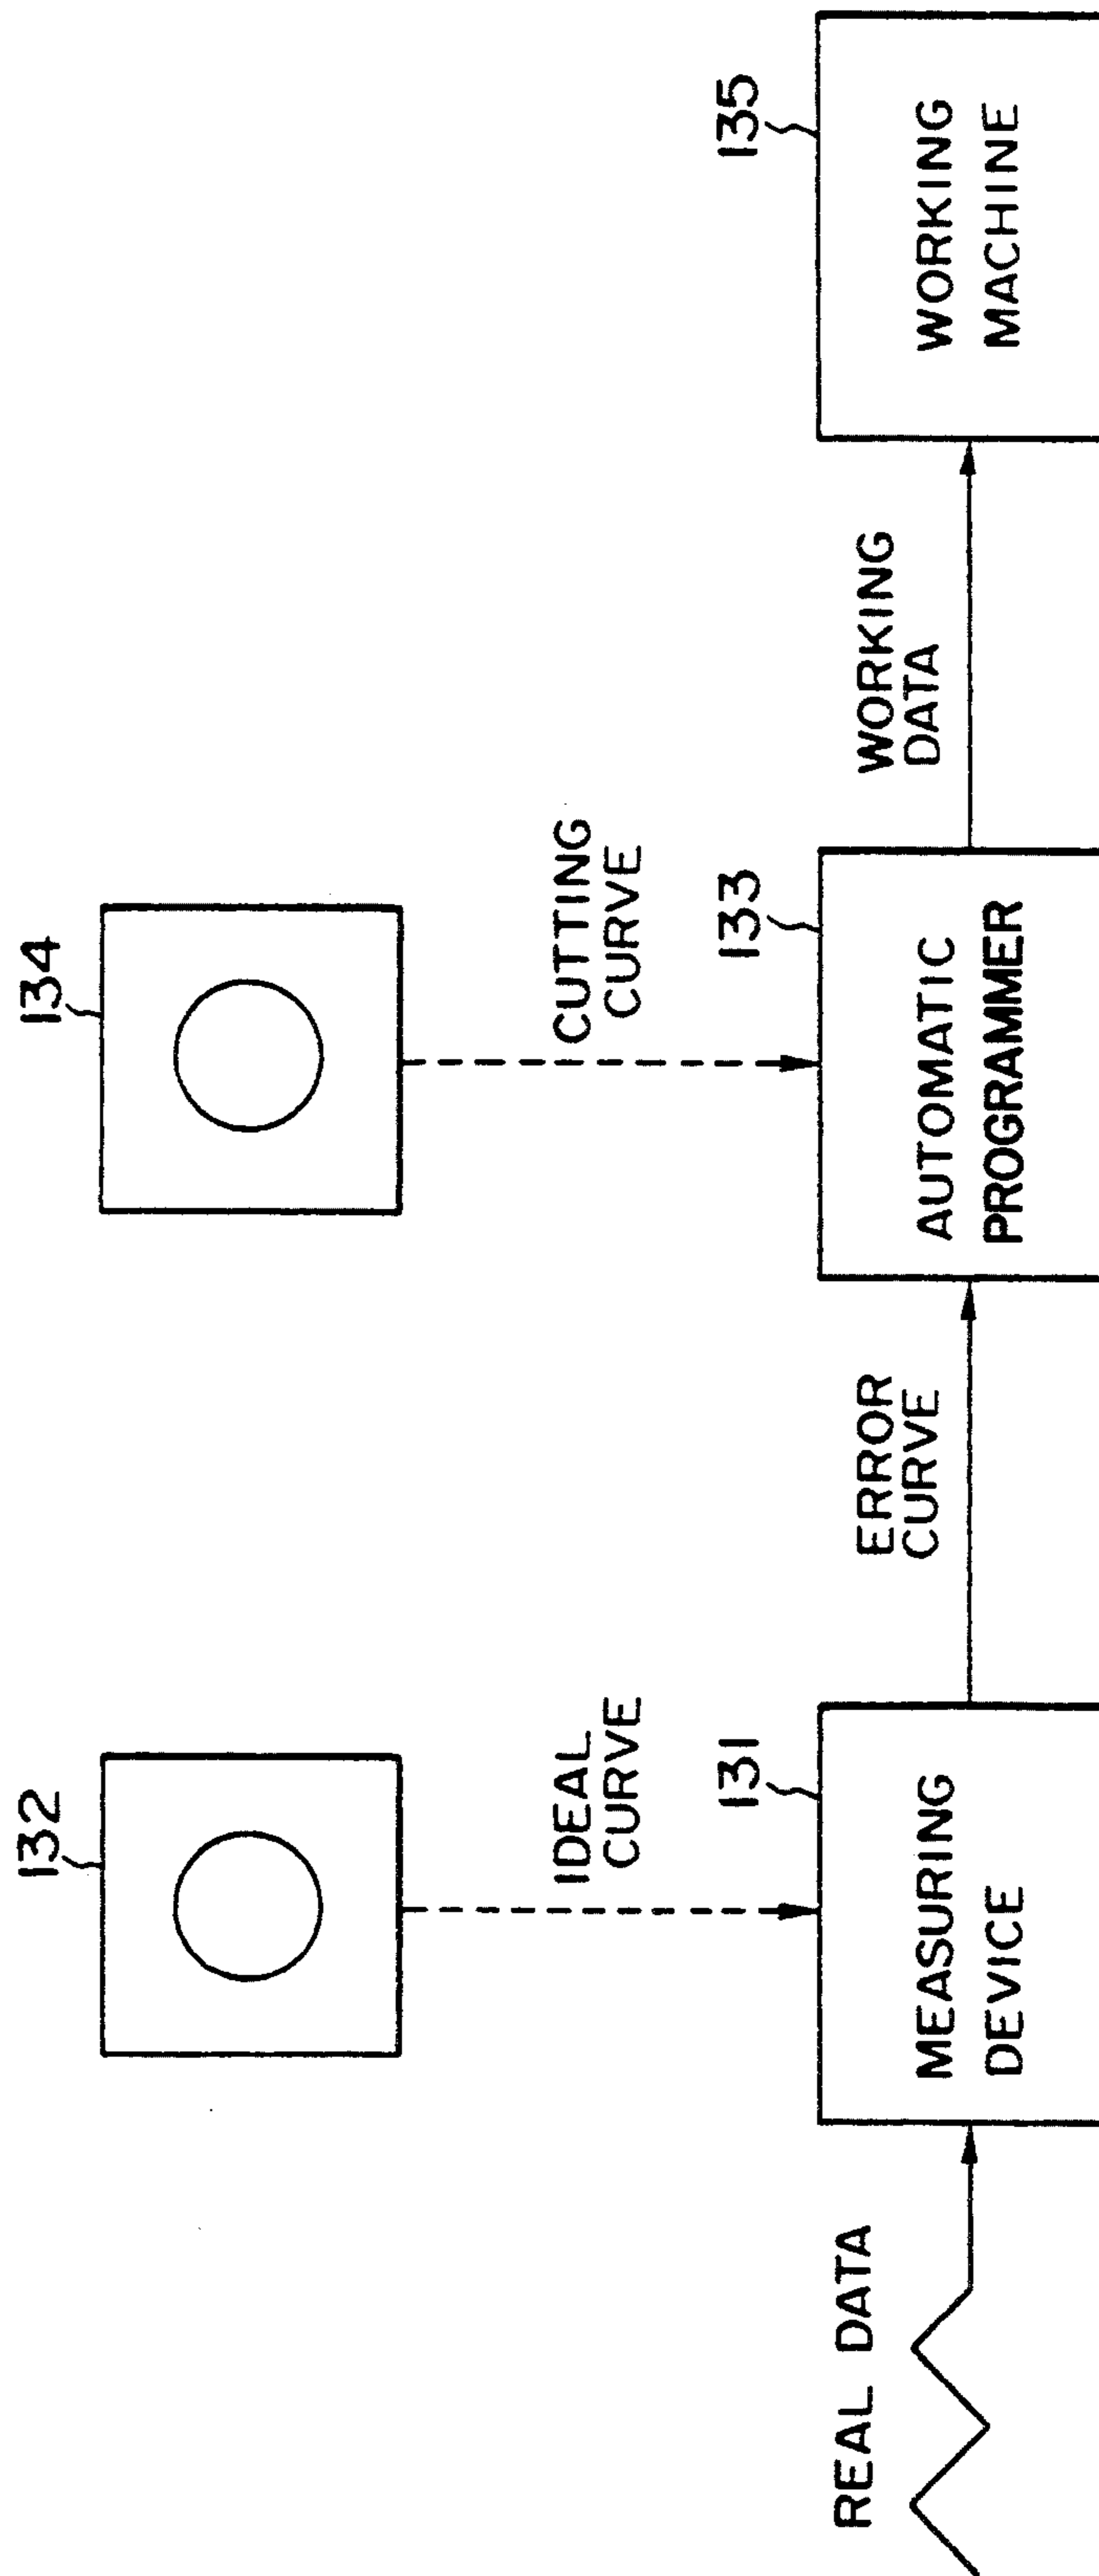 132
134
IDEAL
CURVE
CUTTING
CURVE
131
133
135
REAL DATA
MEASURING
DEVICE
ERROR
CURVE
AUTOMATIC
PROGRAMMER
WORKING
DATA
WORKING
MACHINE